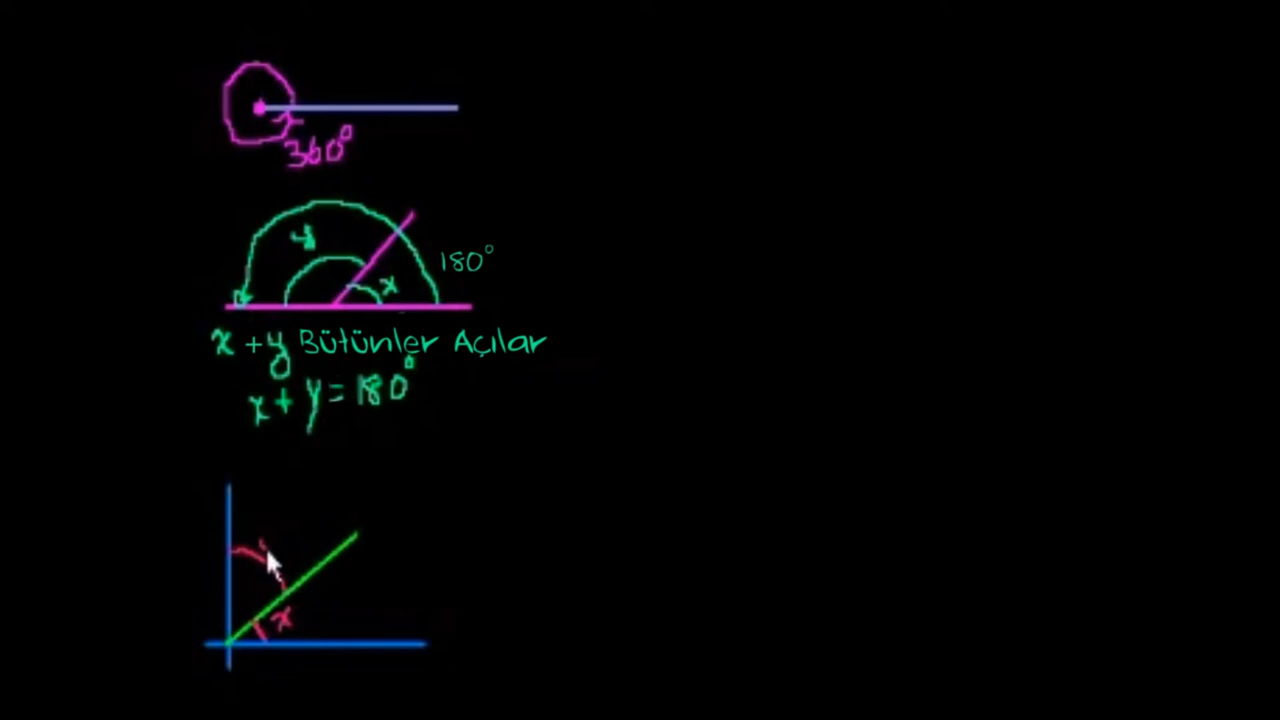 360°
y
180°
x
x + y Bütünler Açılar
x + y = 180°
x